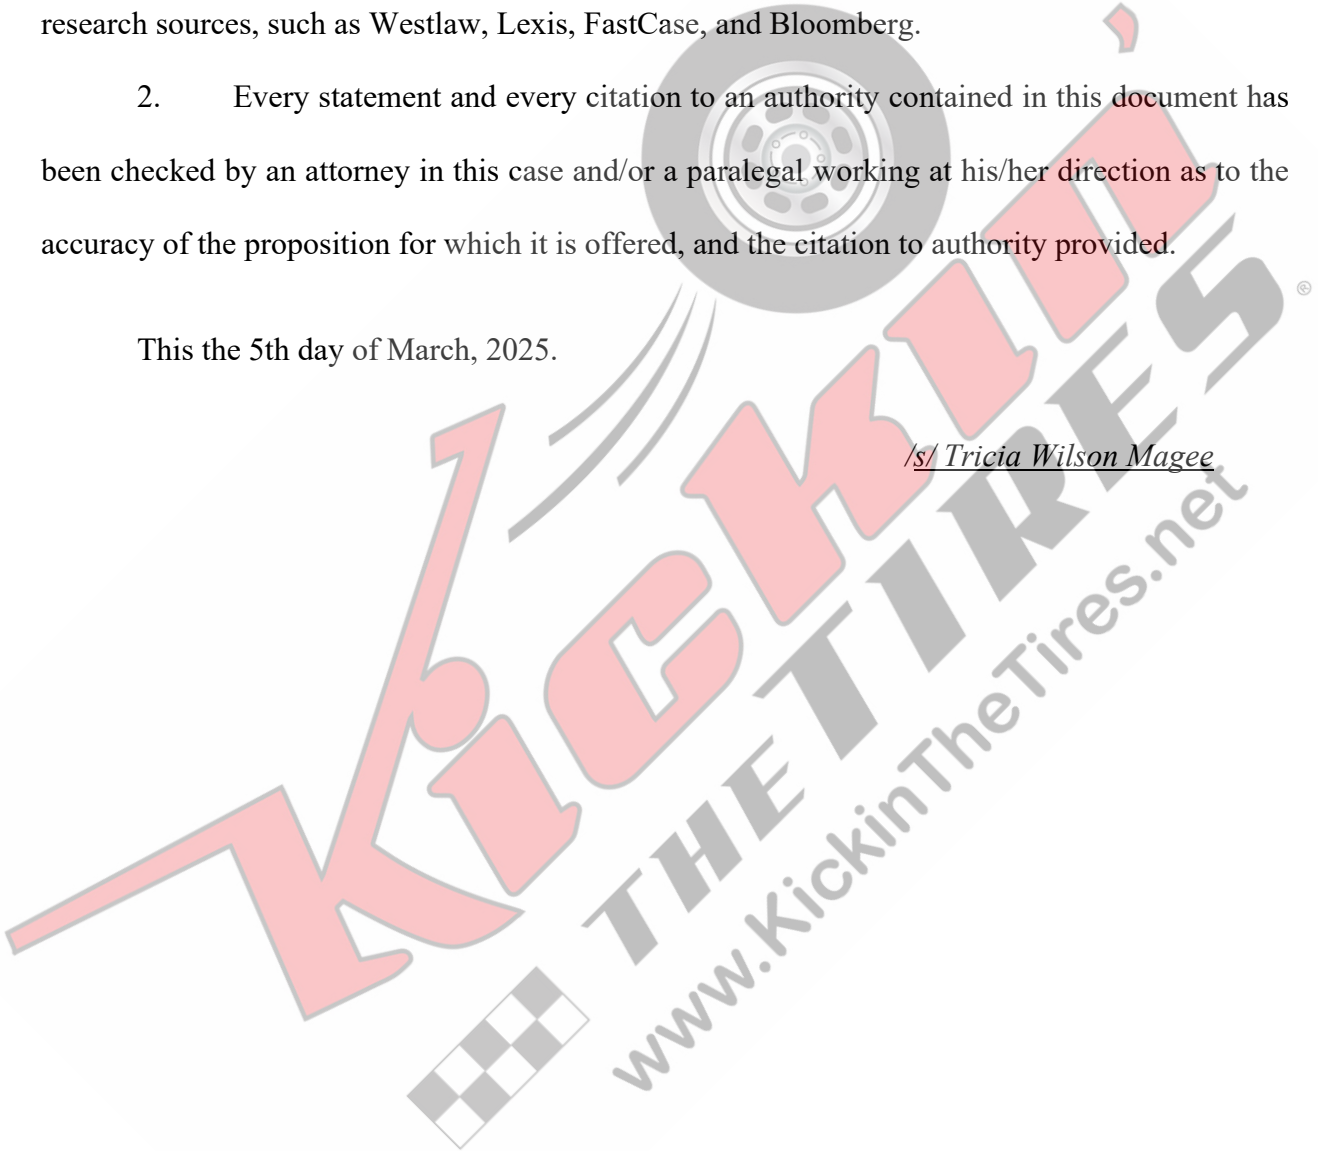 research sources, such as Westlaw, Lexis, FastCase, and Bloomberg.
2. Every statement and every citation to an authority contained in this document has
been checked by an attorney in this case and/or a paralegal working at his/her direction as to the
accuracy of the proposition for which it is offered, and the citation to authority provided.
This the 5th day of March, 2025.
/s/ Tricia Wilson Magee
Kickin'
THE TIRES
®
www.KickinTheTires.net